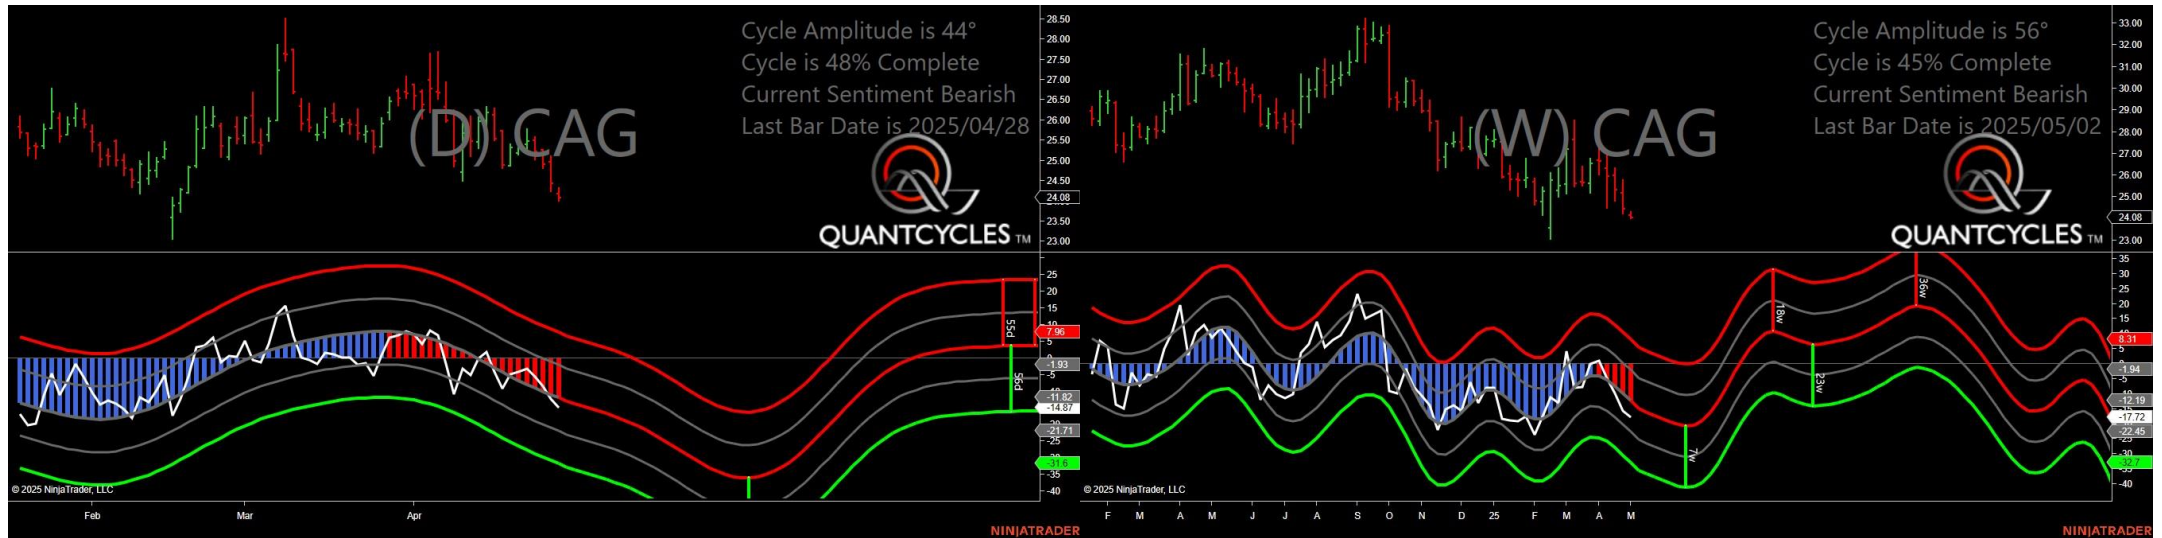 Cycle Amplitude is 44°
Cycle is 48% Complete
Current Sentiment Bearish
Last Bar Date is 2025/04/28
(D) CAG
QUANTCYCLES TM
28.50
28.00
27.50
27.00
26.50
26.00
25.50
25.00
24.50
24.08
23.50
23.00
25
20
15
7.96
5
0
-1.93
-5
-11.82
-14.87
-21.71
-31.6
-35
-40
55d
56d
© 2025 NinjaTrader, LLC
Feb
Mar
Apr
NINJATRADER
Cycle Amplitude is 56°
Cycle is 45% Complete
Current Sentiment Bearish
Last Bar Date is 2025/05/02
(W) CAG
QUANTCYCLES TM
33.00
32.00
31.00
30.00
29.00
28.00
27.00
26.00
25.00
24.08
23.00
35
30
25
20
15
8.31
5
-1.94
-5
-12.19
-17.72
-22.45
-25
-30
-32.7
-40
18w
36w
23w
7w
© 2025 NinjaTrader, LLC
F
M
A
M
J
J
A
S
O
N
D
25
F
M
A
M
NINJATRADER